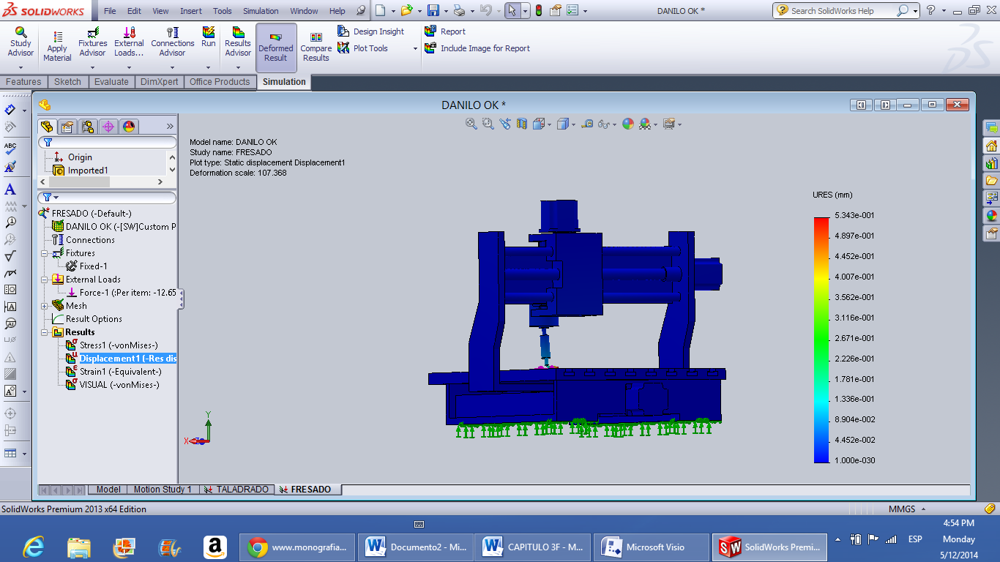 SOLIDWORKS File Edit View Insert Tools Simulation Window Help DANILO OK * Search SolidWorks Help
Study Advisor
Apply Material
Fixtures Advisor
External Loads...
Connections Advisor
Run
Results Advisor
Deformed Result
Compare Results
Design Insight
Plot Tools
Report
Include Image for Report
Features Sketch Evaluate DimXpert Office Products Simulation
DANILO OK *
Origin
Imported1
FRESADO (-Default-)
DANILO OK (-[SW]Custom P
Connections
Fixtures
Fixed-1
External Loads
Force-1 (:Per item: -12.65
Mesh
Result Options
Results
Stress1 (-vonMises-)
Displacement1 (-Res dis
Strain1 (-Equivalent-)
VISUAL (-vonMises-)
Model name: DANILO OK
Study name: FRESADO
Plot type: Static displacement Displacement1
Deformation scale: 107.368
URES (mm)
5.343e-001
4.897e-001
4.452e-001
4.007e-001
3.562e-001
3.116e-001
2.671e-001
2.226e-001
1.781e-001
1.336e-001
8.904e-002
4.452e-002
1.000e-030
Y
X
Model Motion Study 1 TALADRADO FRESADO
SolidWorks Premium 2013 x64 Edition MMGS
www.monografia... Documento2 - Mi... CAPITULO 3F - M... Microsoft Visio SolidWorks Premi... ESP
4:54 PM
Monday
5/12/2014